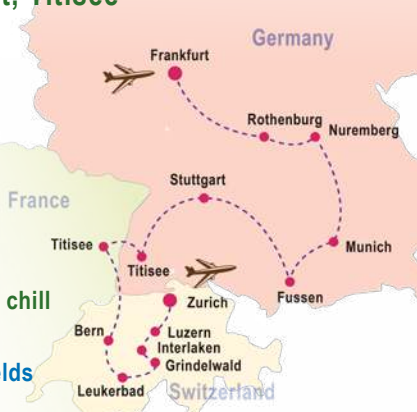 t, Titisee
Germany
Frankfurt
Rothenburg
Nuremberg
Stuttgart
France
Titisee
Titisee
Munich
chill
Zurich
Fussen
Bern
Luzern
Interlaken
Grindelwald
elds
Leukerbad
Switzerland